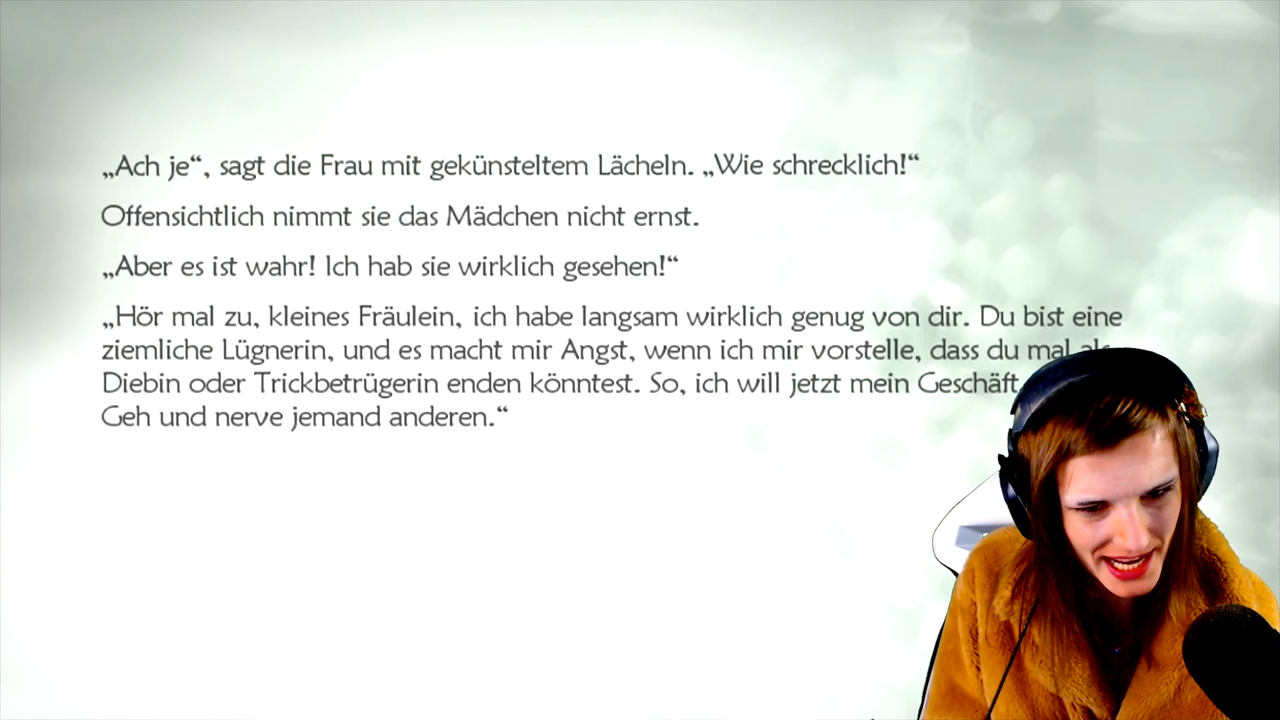 „Ach je“, sagt die Frau mit gekünsteltem Lächeln. „Wie schrecklich!“
Offensichtlich nimmt sie das Mädchen nicht ernst.
„Aber es ist wahr! Ich hab sie wirklich gesehen!“
„Hör mal zu, kleines Fräulein, ich habe langsam wirklich genug von dir. Du bist eine
ziemliche Lügnerin, und es macht mir Angst, wenn ich mir vorstelle, dass du mal als
Diebin oder Trickbetrügerin enden könntest. So, ich will jetzt mein Geschäft
Geh und nerve jemand anderen.“